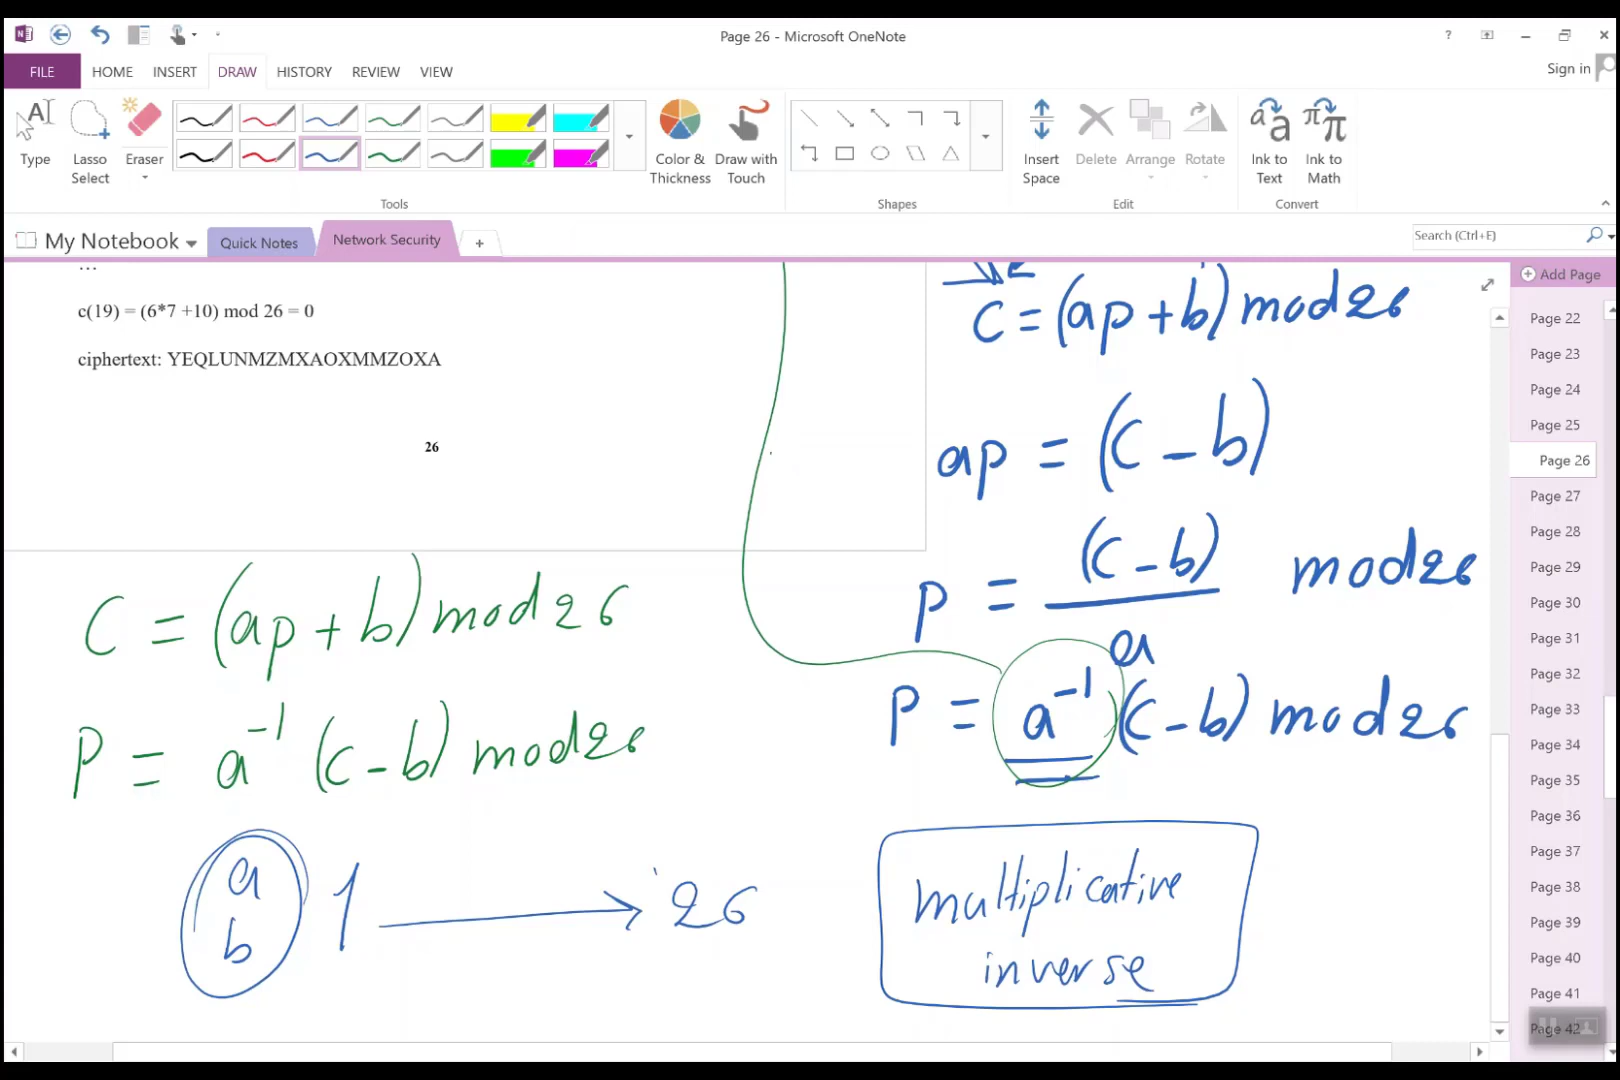 Page 26 - Microsoft OneNote
?
FILE HOME INSERT DRAW HISTORY REVIEW VIEW
Sign in
Type
Lasso Select
Eraser
Color & Thickness
Draw with Touch
Insert Space
Delete
Arrange
Rotate
Ink to Text
Ink to Math
Tools
Shapes
Edit
Convert
My Notebook
Quick Notes
Network Security
+
Search (Ctrl+E)
...
c(19) = (6*7 +10) mod 26 = 0
ciphertext: YEQLUNMZMXAOXMMZOXA
26
C = (ap + b) mod 26
P = a⁻¹ (c - b) mod 26
a
b
1 → 26
C = (ap + b) mod 26
ap = (c - b)
P = (c - b) mod 26
a
P = a⁻¹ (c - b) mod 26
multiplicative
inverse
Add Page
Page 22
Page 23
Page 24
Page 25
Page 26
Page 27
Page 28
Page 29
Page 30
Page 31
Page 32
Page 33
Page 34
Page 35
Page 36
Page 37
Page 38
Page 39
Page 40
Page 41
Page 42